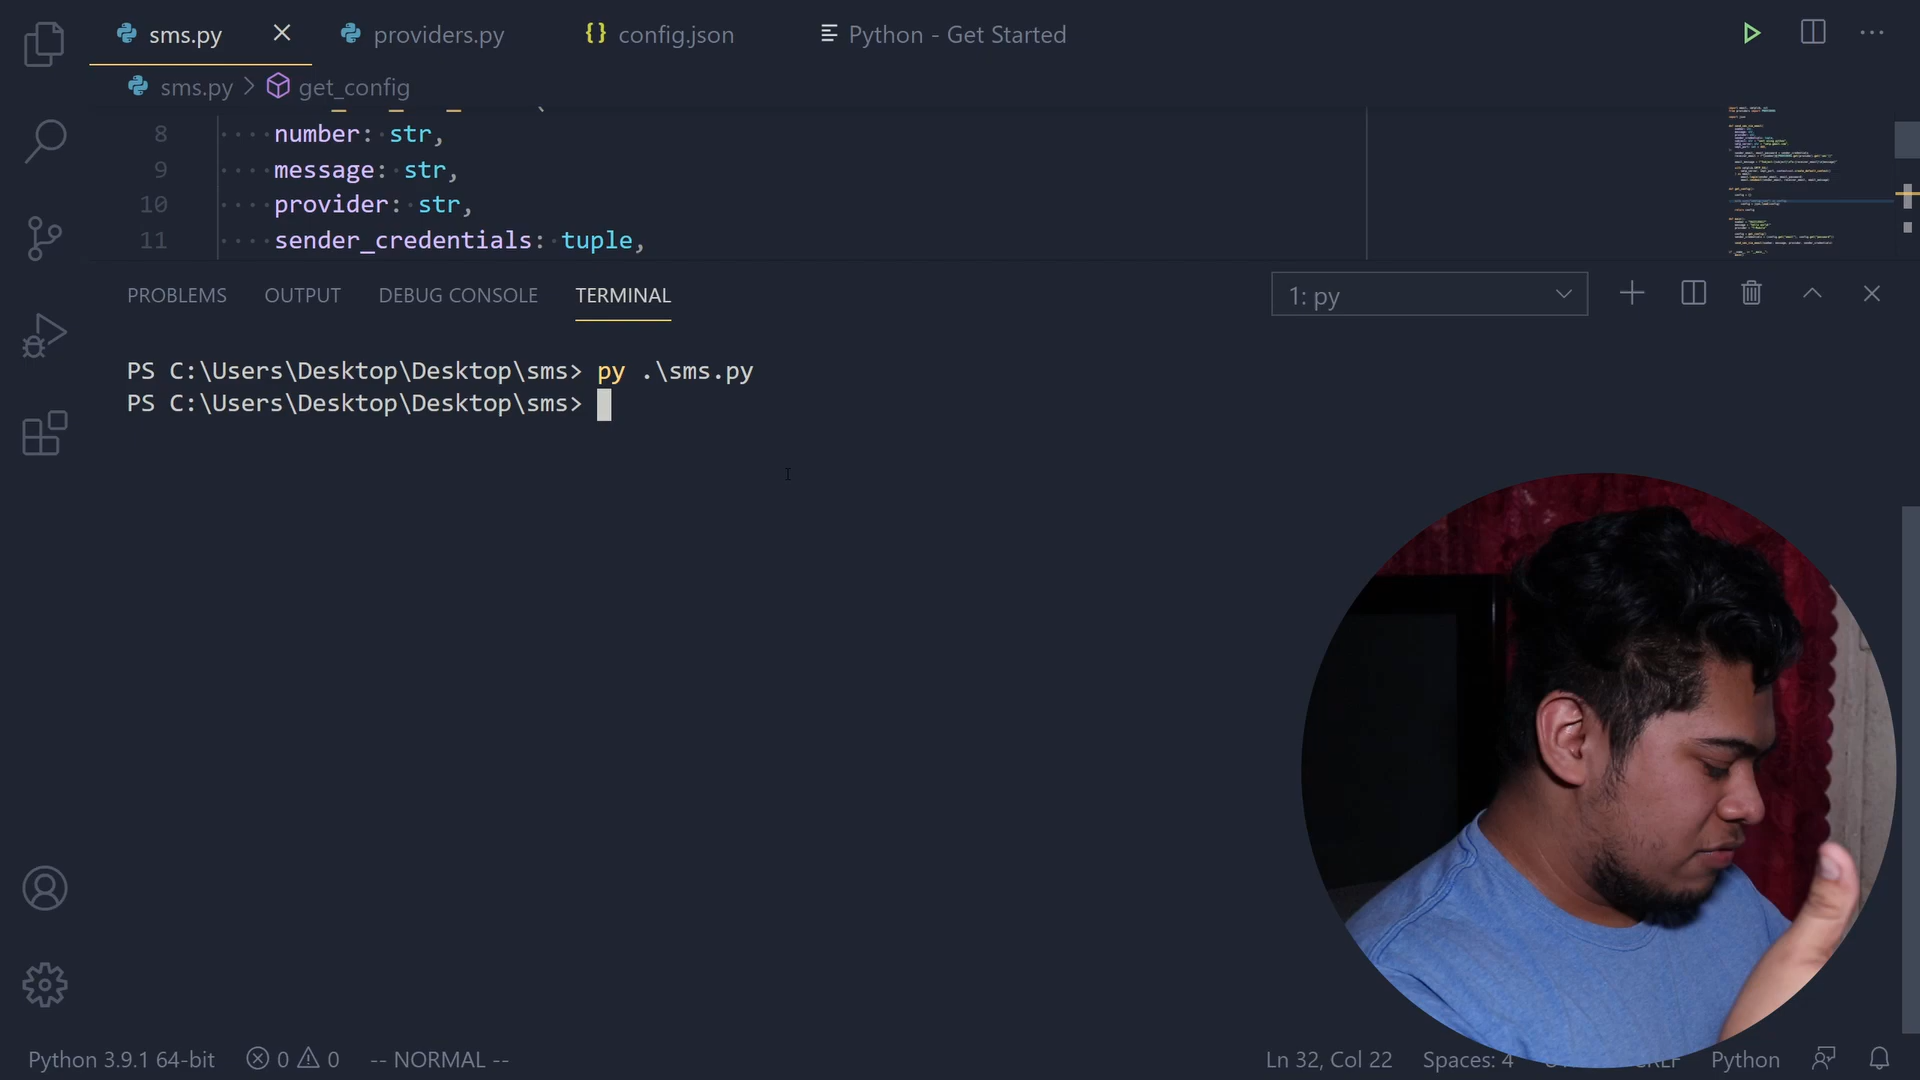 sms.py
providers.py
config.json
Python - Get Started
sms.py > get_config
8 number: str,
9 message: str,
10 provider: str,
11 sender_credentials: tuple,
PROBLEMS
OUTPUT
DEBUG CONSOLE
TERMINAL
1: py
PS C:\Users\Desktop\Desktop\sms> py .\sms.py
PS C:\Users\Desktop\Desktop\sms>
Python 3.9.1 64-bit
0
0
-- NORMAL --
Ln 32, Col 22
Spaces: 4
Python